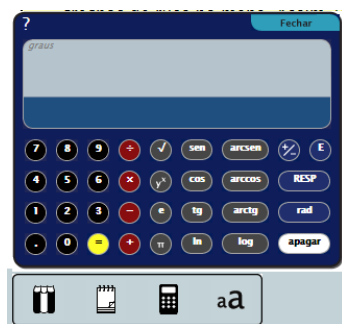 ? Fechar
graus
7 8 9 ÷ √ sen arcsen +/- E
4 5 6 × yˣ cos arccos RESP
1 2 3 − e tg arctg rad
. 0 = + π ln log apagar
aa